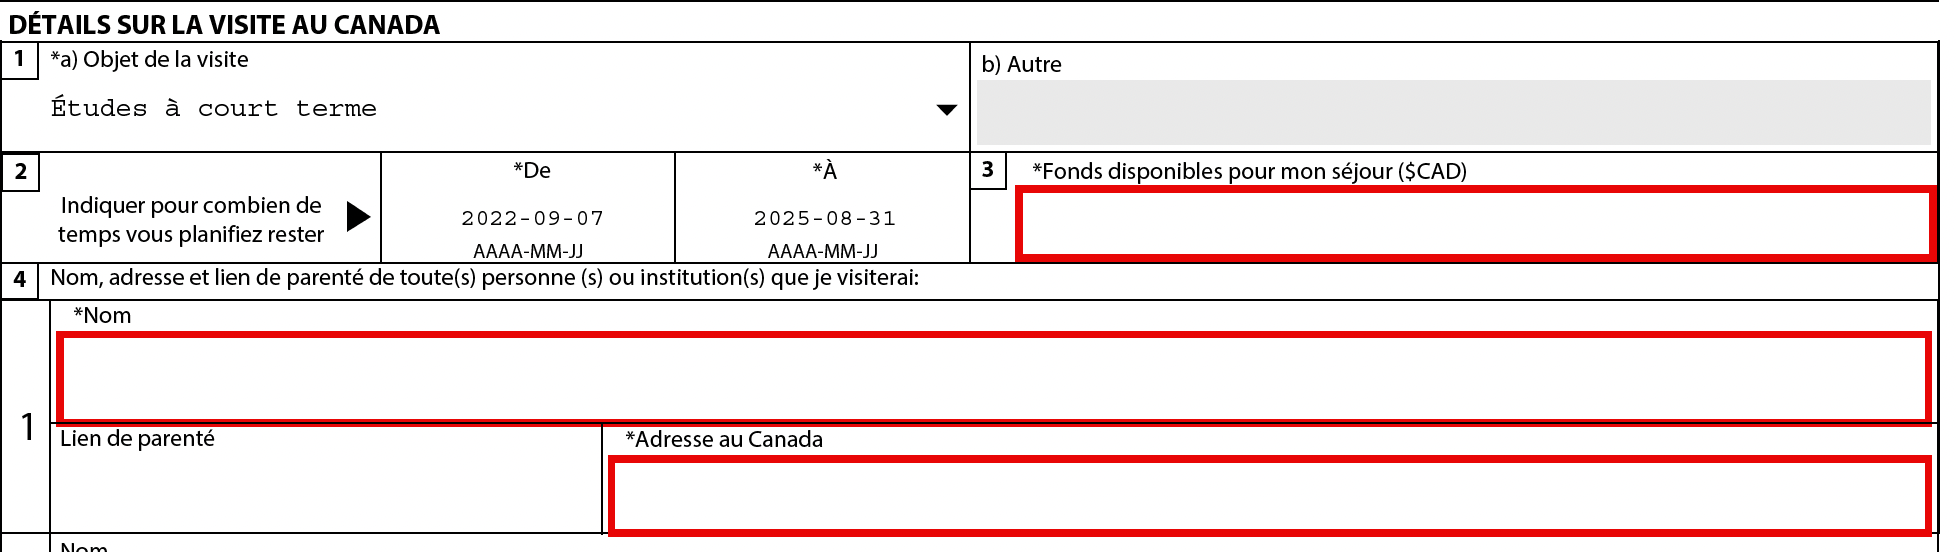 DÉTAILS SUR LA VISITE AU CANADA
1 *a) Objet de la visite
Études à court terme
b) Autre
2 Indiquer pour combien de
temps vous planifiez rester
*De
2022-09-07
AAAA-MM-JJ
*À
2025-08-31
AAAA-MM-JJ
3 *Fonds disponibles pour mon séjour ($CAD)
4 Nom, adresse et lien de parenté de toute(s) personne (s) ou institution(s) que je visiterai:
1
*Nom
Lien de parenté
*Adresse au Canada
Nom